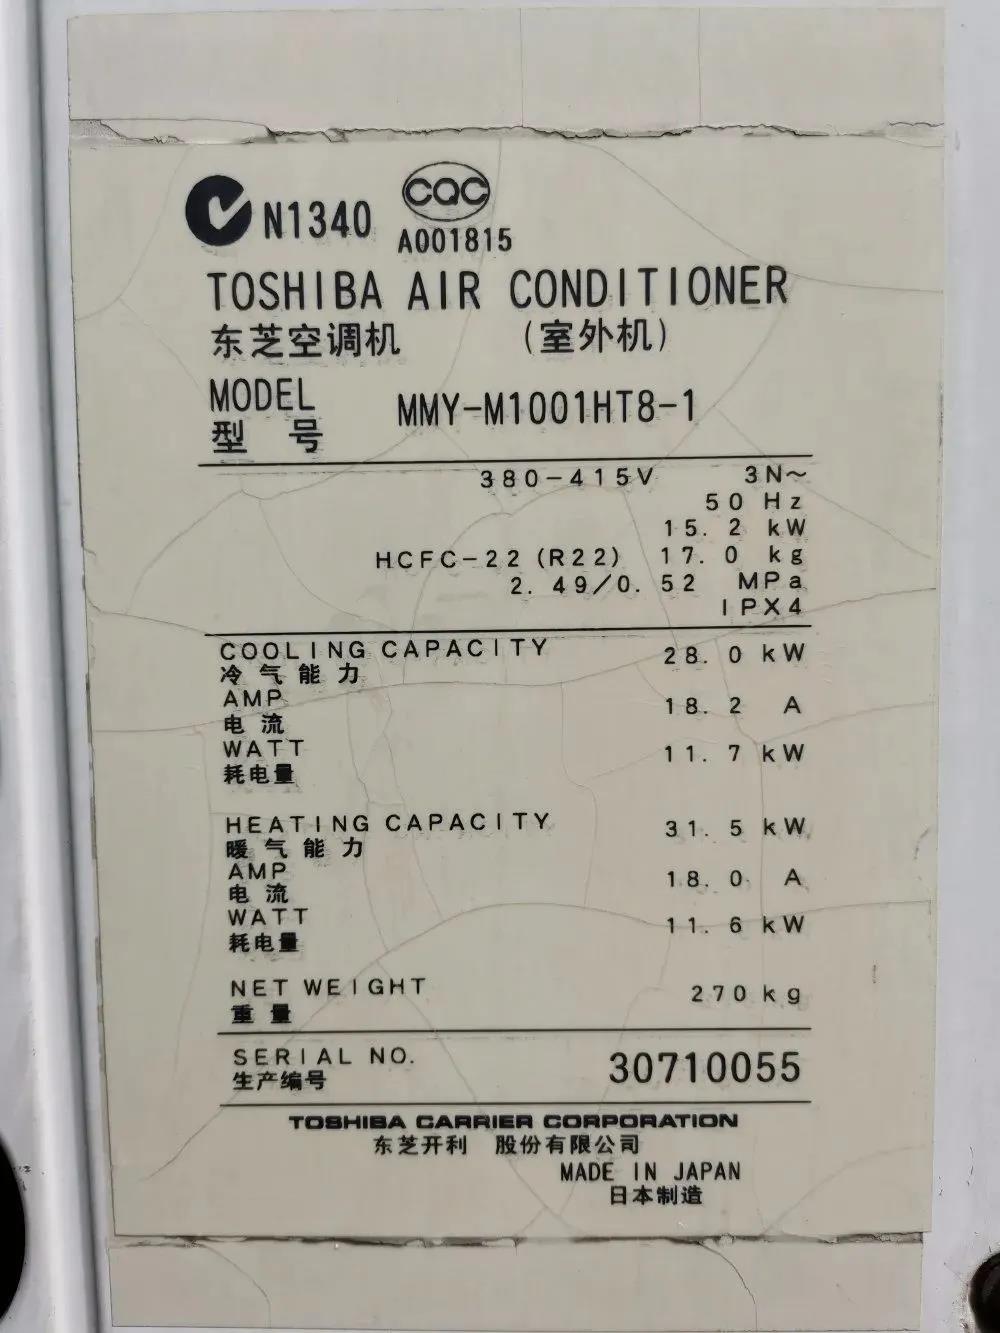 N1340
CQC
A001815
TOSHIBA AIR CONDITIONER
东芝空调机 (室外机)
MODEL MMY-M1001HT8-1
型 号
380-415V 3N~
50 Hz
15.2 kW
HCFC-22 (R22) 17.0 kg
2.49/0.52 MPa
IPX4
COOLING CAPACITY 28.0 kW
冷气能力
AMP 18.2 A
电流
WATT 11.7 kW
耗电量
HEATING CAPACITY 31.5 kW
暖气能力
AMP 18.0 A
电流
WATT 11.6 kW
耗电量
NET WEIGHT 270 kg
重量
SERIAL NO. 30710055
生产编号
TOSHIBA CARRIER CORPORATION
东芝开利 股份有限公司
MADE IN JAPAN
日本制造